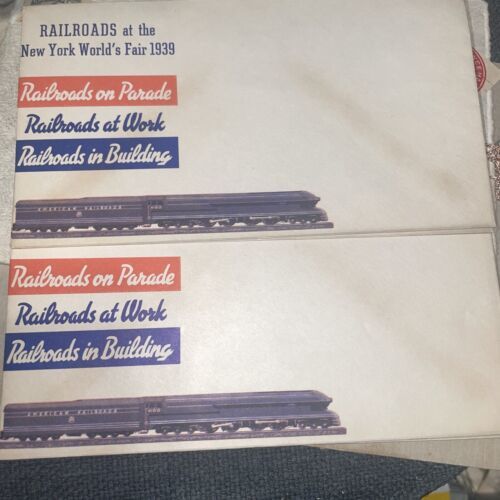 RAILROADS at the
New York World's Fair 1939
Railroads on Parade
Railroads at Work
Railroads in Building
AMERICAN RAILROADS
Railroads on Parade
Railroads at Work
Railroads in Building
AMERICAN RAILROADS